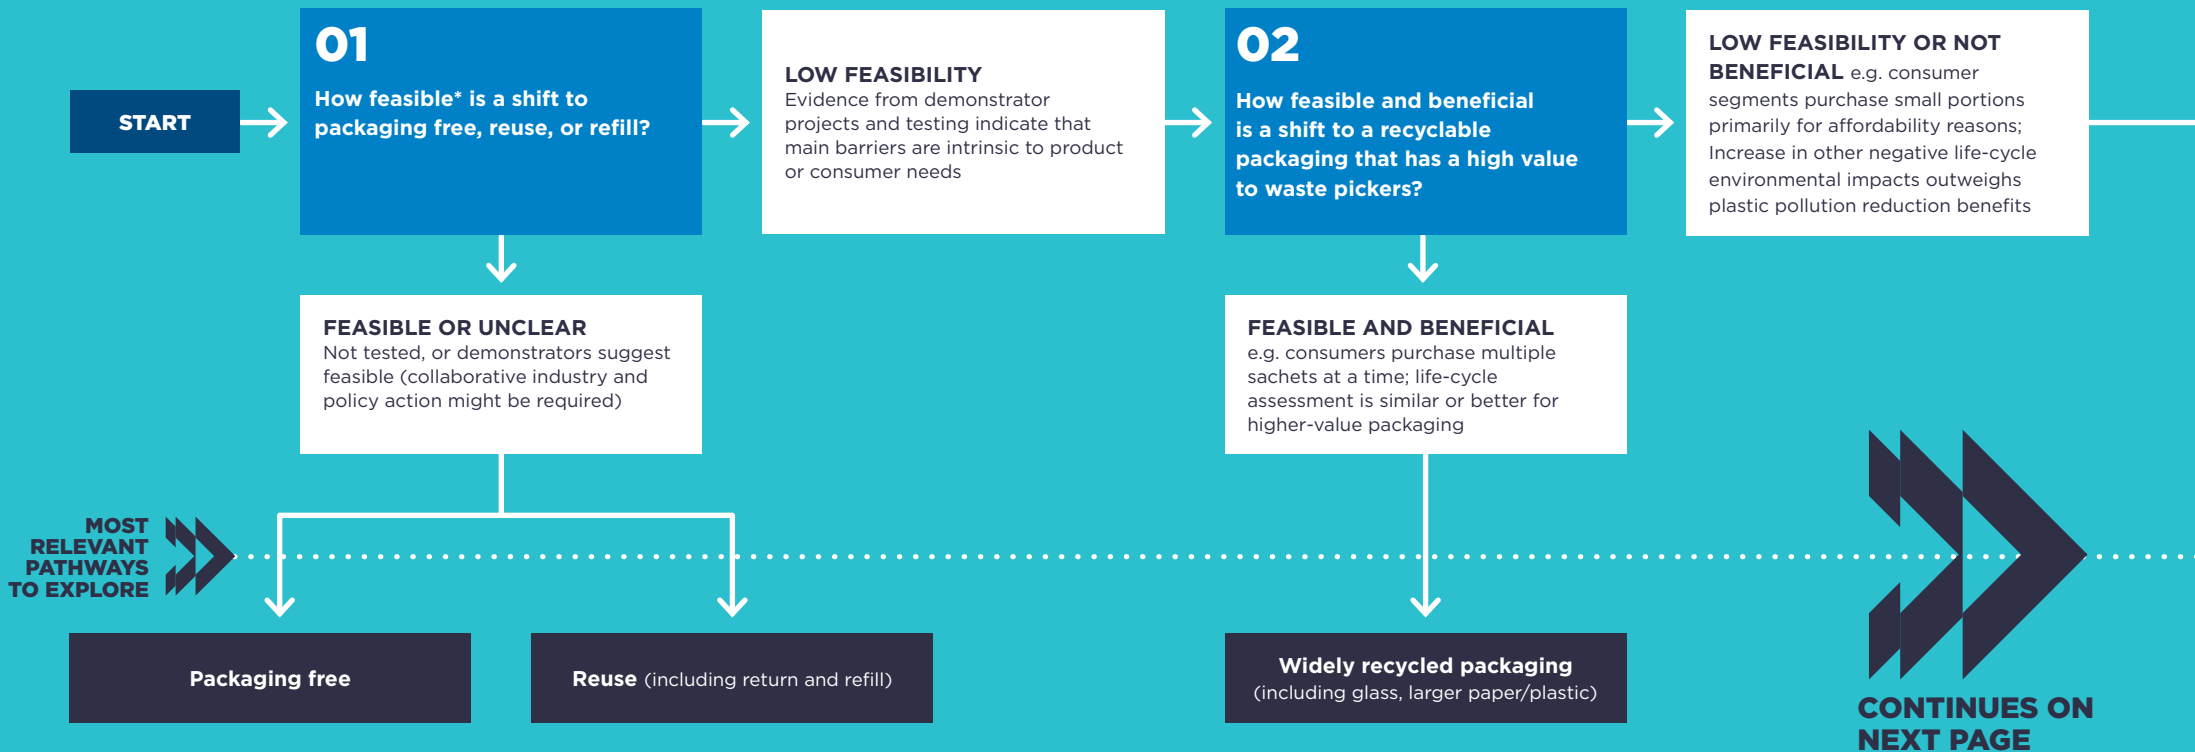 START
01
How feasible* is a shift to
packaging free, reuse, or refill?
LOW FEASIBILITY
Evidence from demonstrator
projects and testing indicate that
main barriers are intrinsic to product
or consumer needs
02
How feasible and beneficial
is a shift to a recyclable
packaging that has a high value
to waste pickers?
LOW FEASIBILITY OR NOT
BENEFICIAL e.g. consumer
segments purchase small portions
primarily for affordability reasons;
Increase in other negative life-cycle
environmental impacts outweighs
plastic pollution reduction benefits
FEASIBLE OR UNCLEAR
Not tested, or demonstrators suggest
feasible (collaborative industry and
policy action might be required)
FEASIBLE AND BENEFICIAL
e.g. consumers purchase multiple
sachets at a time; life-cycle
assessment is similar or better for
higher-value packaging
MOST
RELEVANT
PATHWAYS
TO EXPLORE
Packaging free
Reuse (including return and refill)
Widely recycled packaging
(including glass, larger paper/plastic)
CONTINUES ON
NEXT PAGE